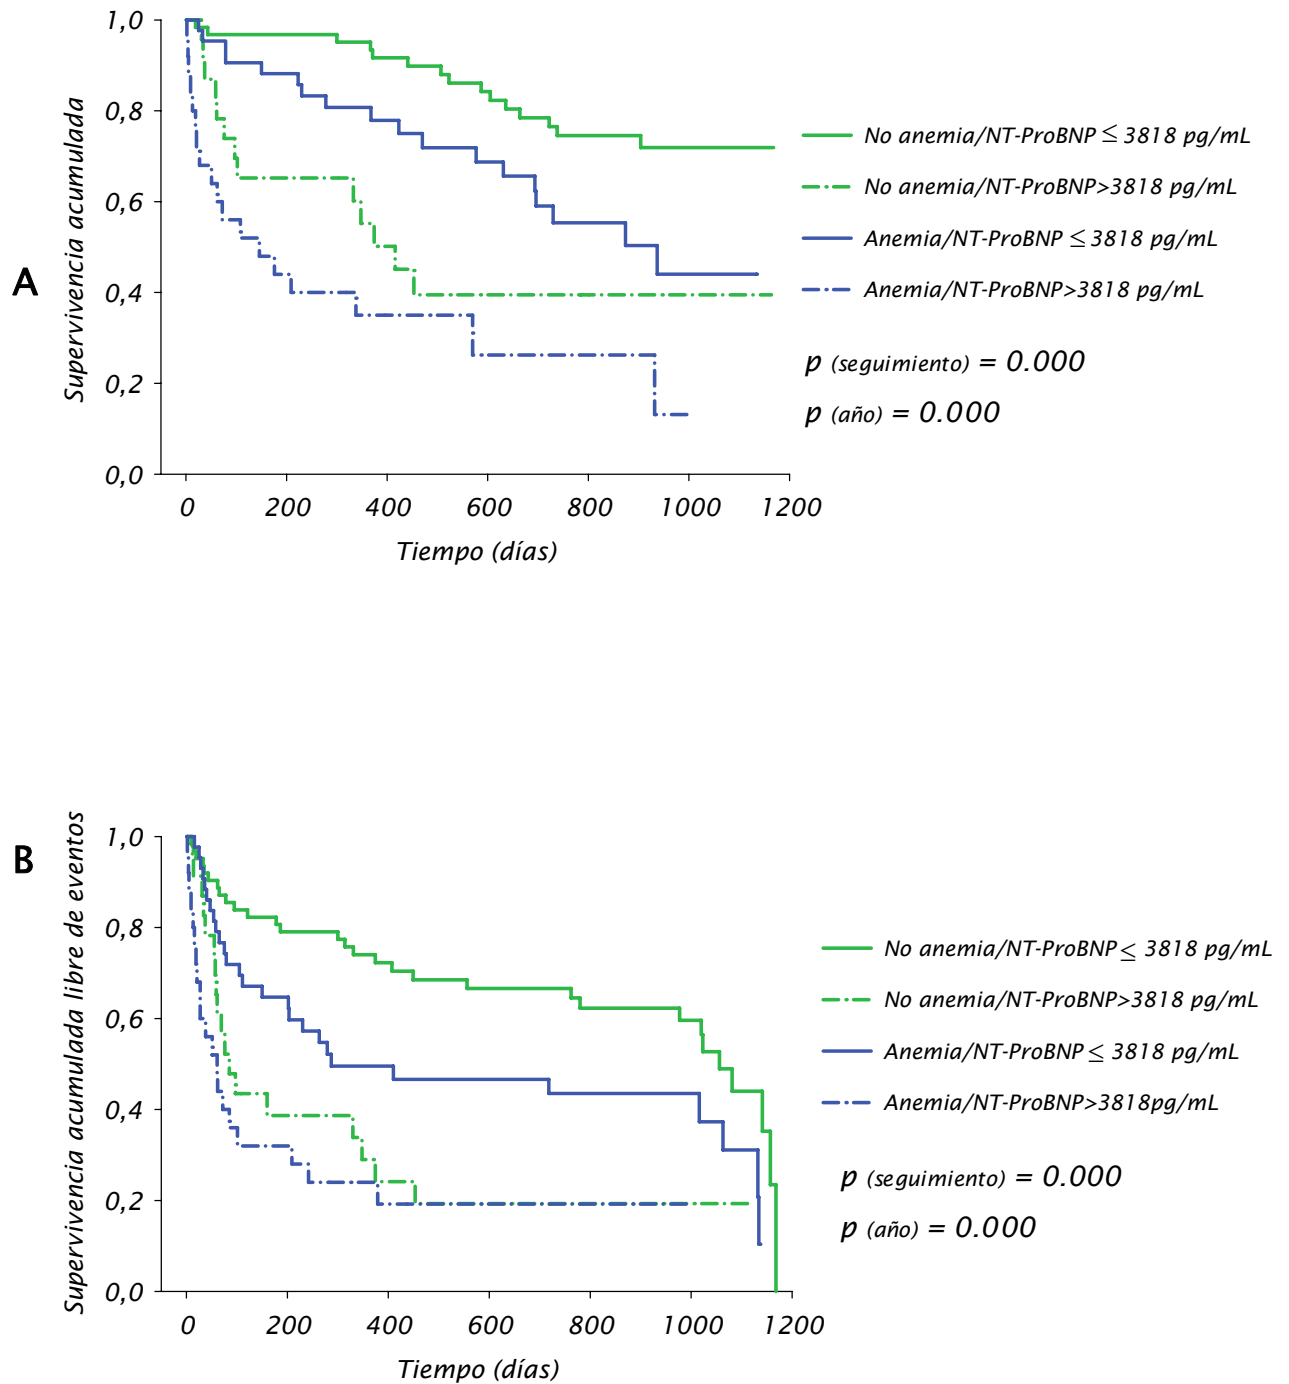 A
Supervivencia acumulada
1,0
0,8
0,6
0,4
0,2
0,0
0 200 400 600 800 1000 1200
Tiempo (días)
No anemia/NT-ProBNP ≤ 3818 pg/mL
No anemia/NT-ProBNP>3818 pg/mL
Anemia/NT-ProBNP ≤ 3818 pg/mL
Anemia/NT-ProBNP>3818 pg/mL
p (seguimiento) = 0.000
p (año) = 0.000
B
Supervivencia acumulada libre de eventos
1,0
0,8
0,6
0,4
0,2
0,0
0 200 400 600 800 1000 1200
Tiempo (días)
No anemia/NT-ProBNP ≤ 3818 pg/mL
No anemia/NT-ProBNP>3818 pg/mL
Anemia/NT-ProBNP ≤ 3818 pg/mL
Anemia/NT-ProBNP>3818pg/mL
p (seguimiento) = 0.000
p (año) = 0.000